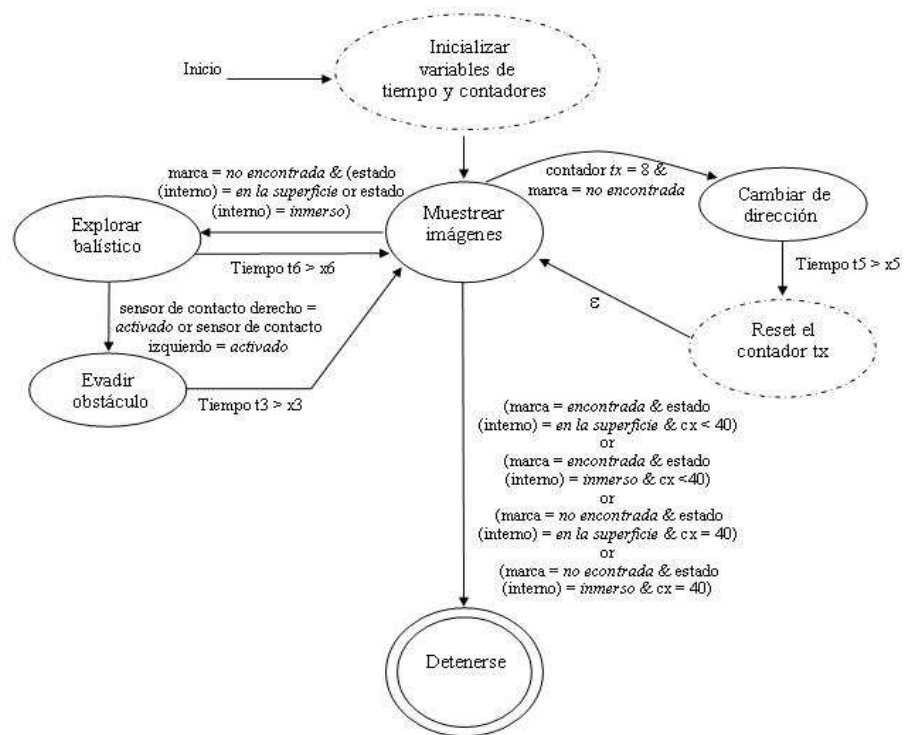 Inicializar
variables de
tiempo y contadores
Inicio
marca = no encontrada & (estado
(interno) = en la superficie or estado
(interno) = inmerso)
contador tx = 8 &
marca = no encontrada
Cambiar de
dirección
Muestrear
imágenes
Explorar
balístico
Tiempo t6 > x6
Tiempo t5 > x5
sensor de contacto derecho =
activado or sensor de contacto
izquierdo = activado
ε
Reset el
contador tx
Evadir
obstáculo
Tiempo t3 > x3
(marca = encontrada & estado
(interno) = en la superficie & cx < 40)
or
(marca = encontrada & estado
(interno) = inmerso & cx <40)
or
(marca = no encontrada & estado
(interno) = en la superficie & cx = 40)
or
(marca = no econtrada & estado
(interno) = inmerso & cx = 40)
Detenerse